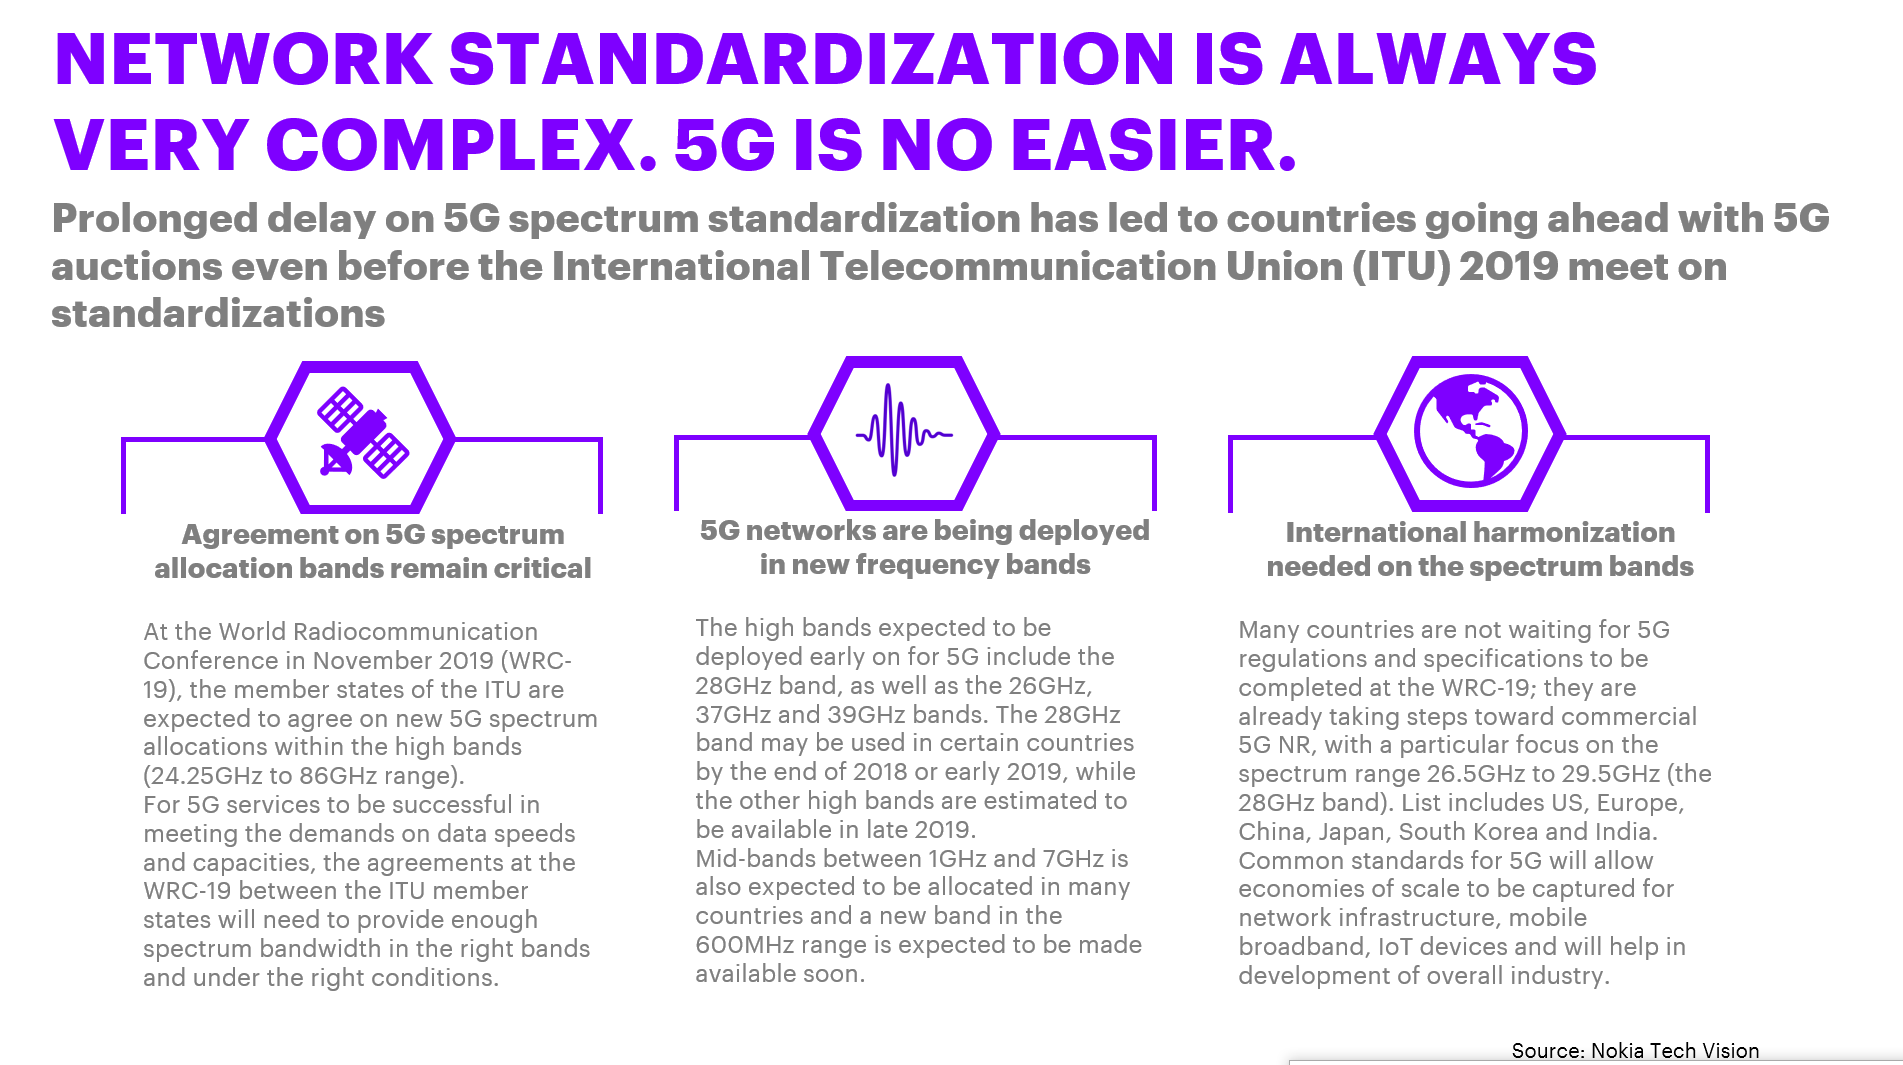 NETWORK STANDARDIZATION IS ALWAYS
VERY COMPLEX. 5G IS NO EASIER.
Prolonged delay on 5G spectrum standardization has led to countries going ahead with 5G
auctions even before the International Telecommunication Union (ITU) 2019 meet on
standardizations
Agreement on 5G spectrum
allocation bands remain critical
At the World Radiocommunication
Conference in November 2019 (WRC-
19), the member states of the ITU are
expected to agree on new 5G spectrum
allocations within the high bands
(24.25GHz to 86GHz range).
For 5G services to be successful in
meeting the demands on data speeds
and capacities, the agreements at the
WRC-19 between the ITU member
states will need to provide enough
spectrum bandwidth in the right bands
and under the right conditions.
5G networks are being deployed
in new frequency bands
The high bands expected to be
deployed early on for 5G include the
28GHz band, as well as the 26GHz,
37GHz and 39GHz bands. The 28GHz
band may be used in certain countries
by the end of 2018 or early 2019, while
the other high bands are estimated to
be available in late 2019.
Mid-bands between 1GHz and 7GHz is
also expected to be allocated in many
countries and a new band in the
600MHz range is expected to be made
available soon.
International harmonization
needed on the spectrum bands
Many countries are not waiting for 5G
regulations and specifications to be
completed at the WRC-19; they are
already taking steps toward commercial
5G NR, with a particular focus on the
spectrum range 26.5GHz to 29.5GHz (the
28GHz band). List includes US, Europe,
China, Japan, South Korea and India.
Common standards for 5G will allow
economies of scale to be captured for
network infrastructure, mobile
broadband, IoT devices and will help in
development of overall industry.
Source: Nokia Tech Vision